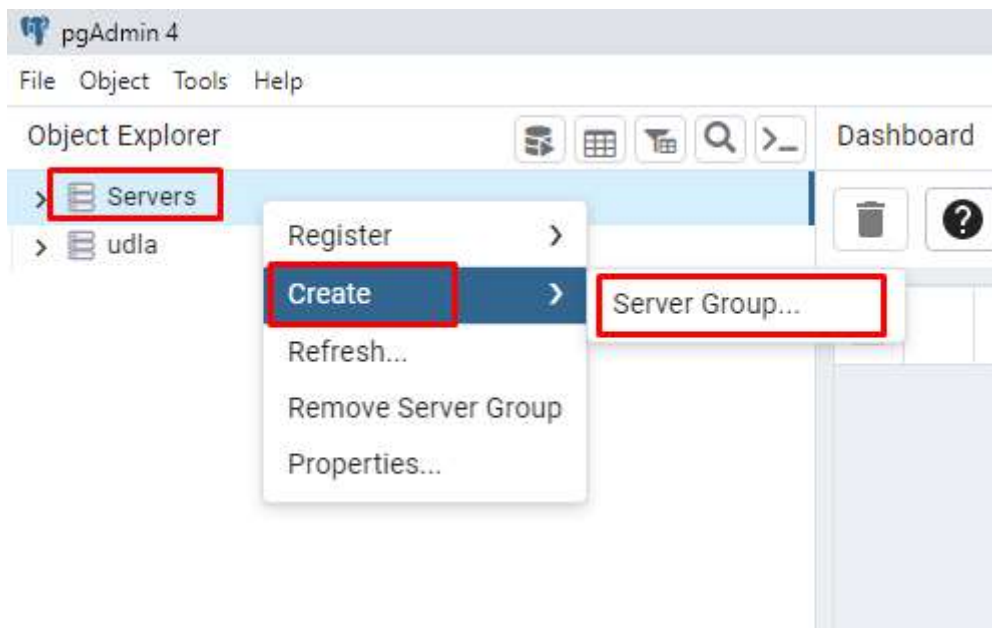 pgAdmin 4
File Object Tools Help
Object Explorer
Dashboard
Servers
udla
Register
Create
Server Group...
Refresh...
Remove Server Group
Properties...